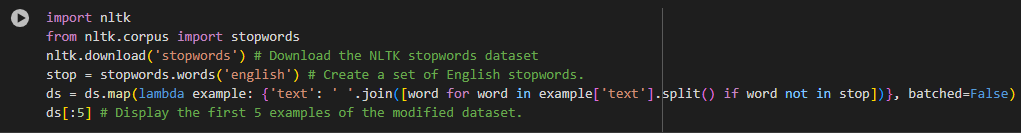 import nltk
from nltk.corpus import stopwords
nltk.download('stopwords') # Download the NLTK stopwords dataset
stop = stopwords.words('english') # Create a set of English stopwords.
ds = ds.map(lambda example: {'text': ' '.join([word for word in example['text'].split() if word not in stop])}, batched=False)
ds[:5] # Display the first 5 examples of the modified dataset.